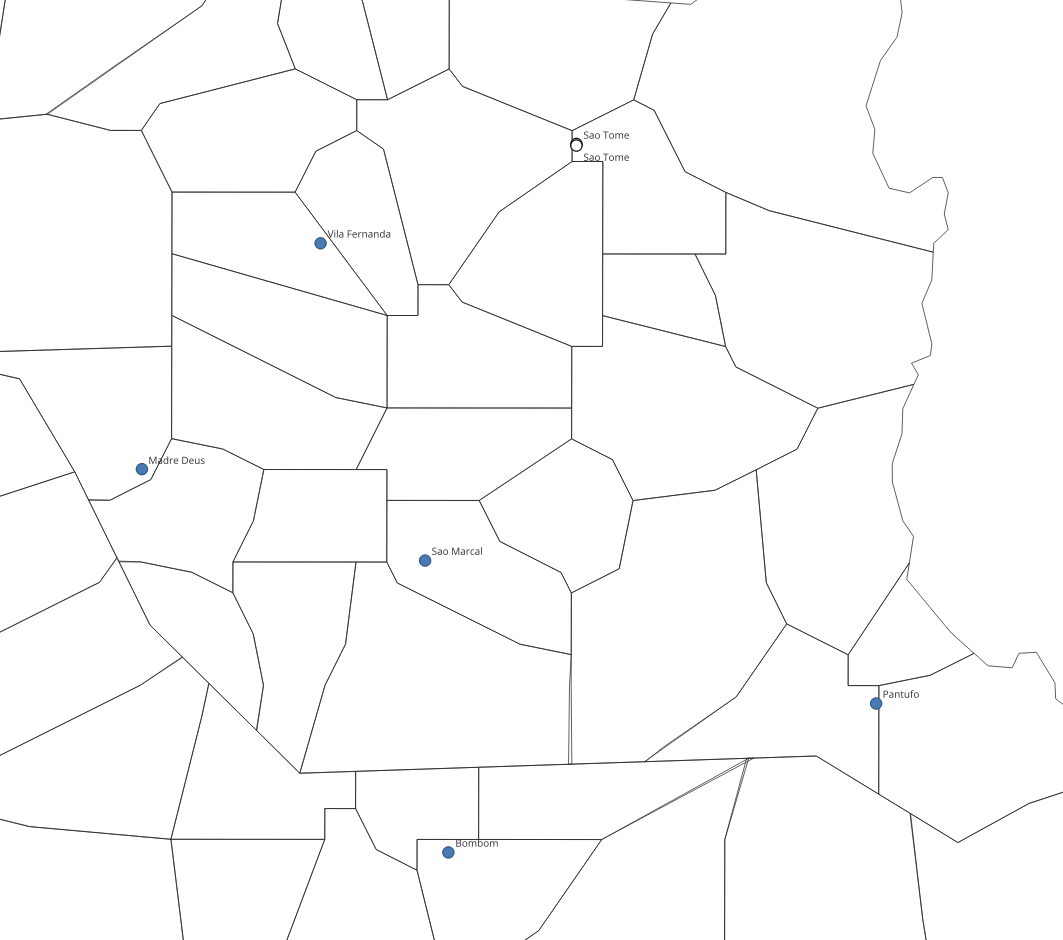 Sao Tome
Sao Tome
Vila Fernanda
Madre Deus
Sao Marcal
Pantufo
Bombom